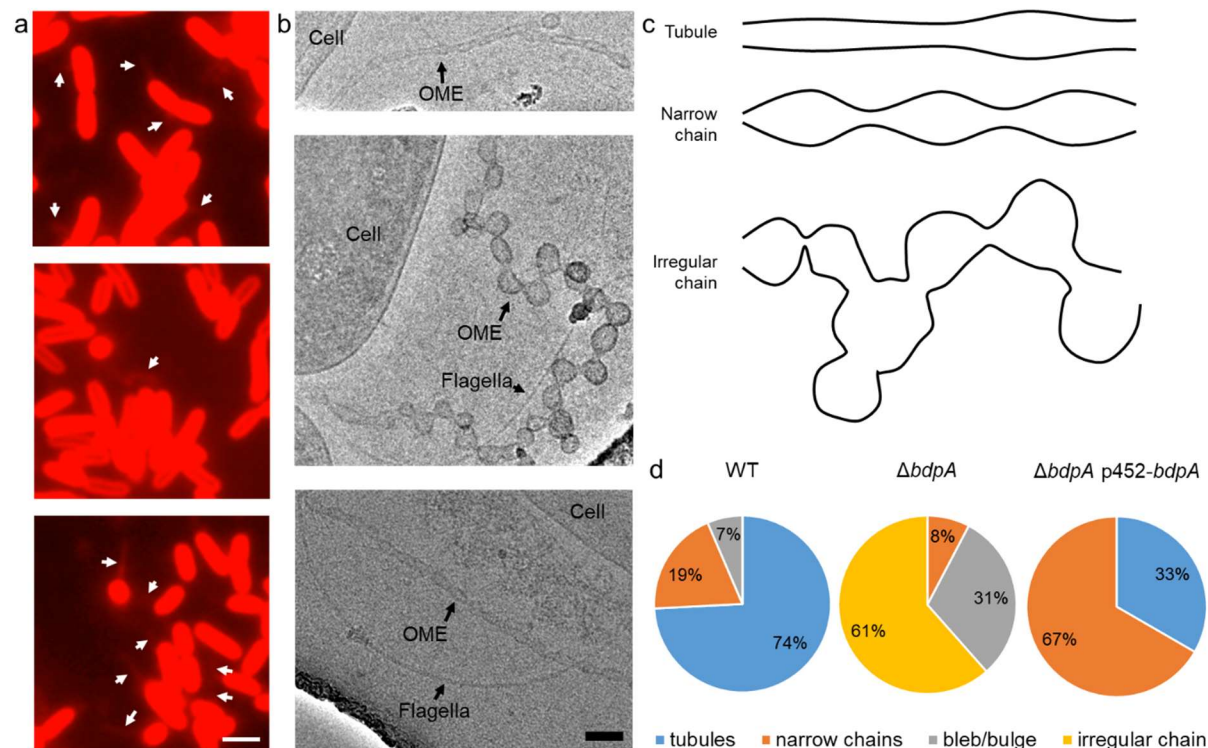 a
b
Cell
OME
Cell
OME
Flagella
Cell
OME
Flagella
c
Tubule
Narrow
chain
Irregular
chain
d
WT
ΔbdpA
ΔbdpA p452-bdpA
7%
19%
74%
8%
31%
61%
33%
67%
tubules
narrow chains
bleb/bulge
irregular chain